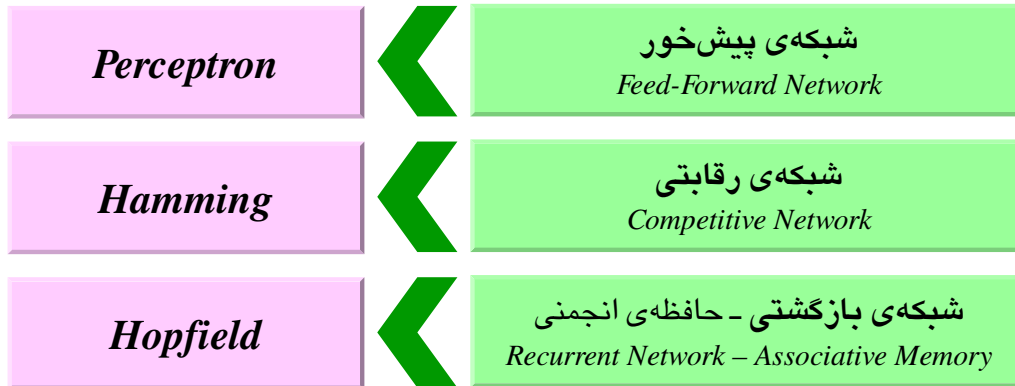 شبکه‌ی پیش‌خور
Feed-Forward Network
Perceptron
شبکه‌ی رقابتی
Competitive Network
Hamming
شبکه‌ی بازگشتی – حافظه‌ی انجمنی
Recurrent Network – Associative Memory
Hopfield